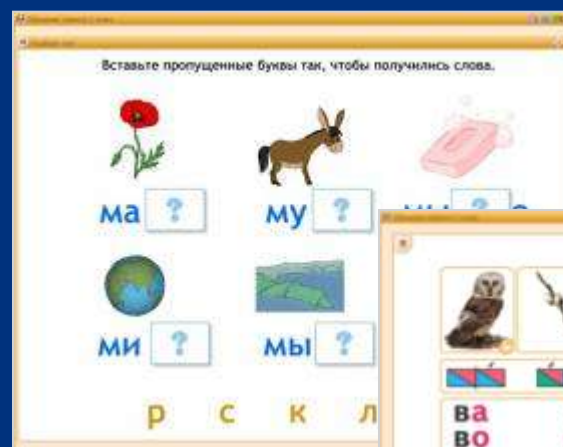 Вставьте пропущенные буквы так, чтобы получились слова.
ма ? му ?
ми ? мы ?
р с к л
ва
во